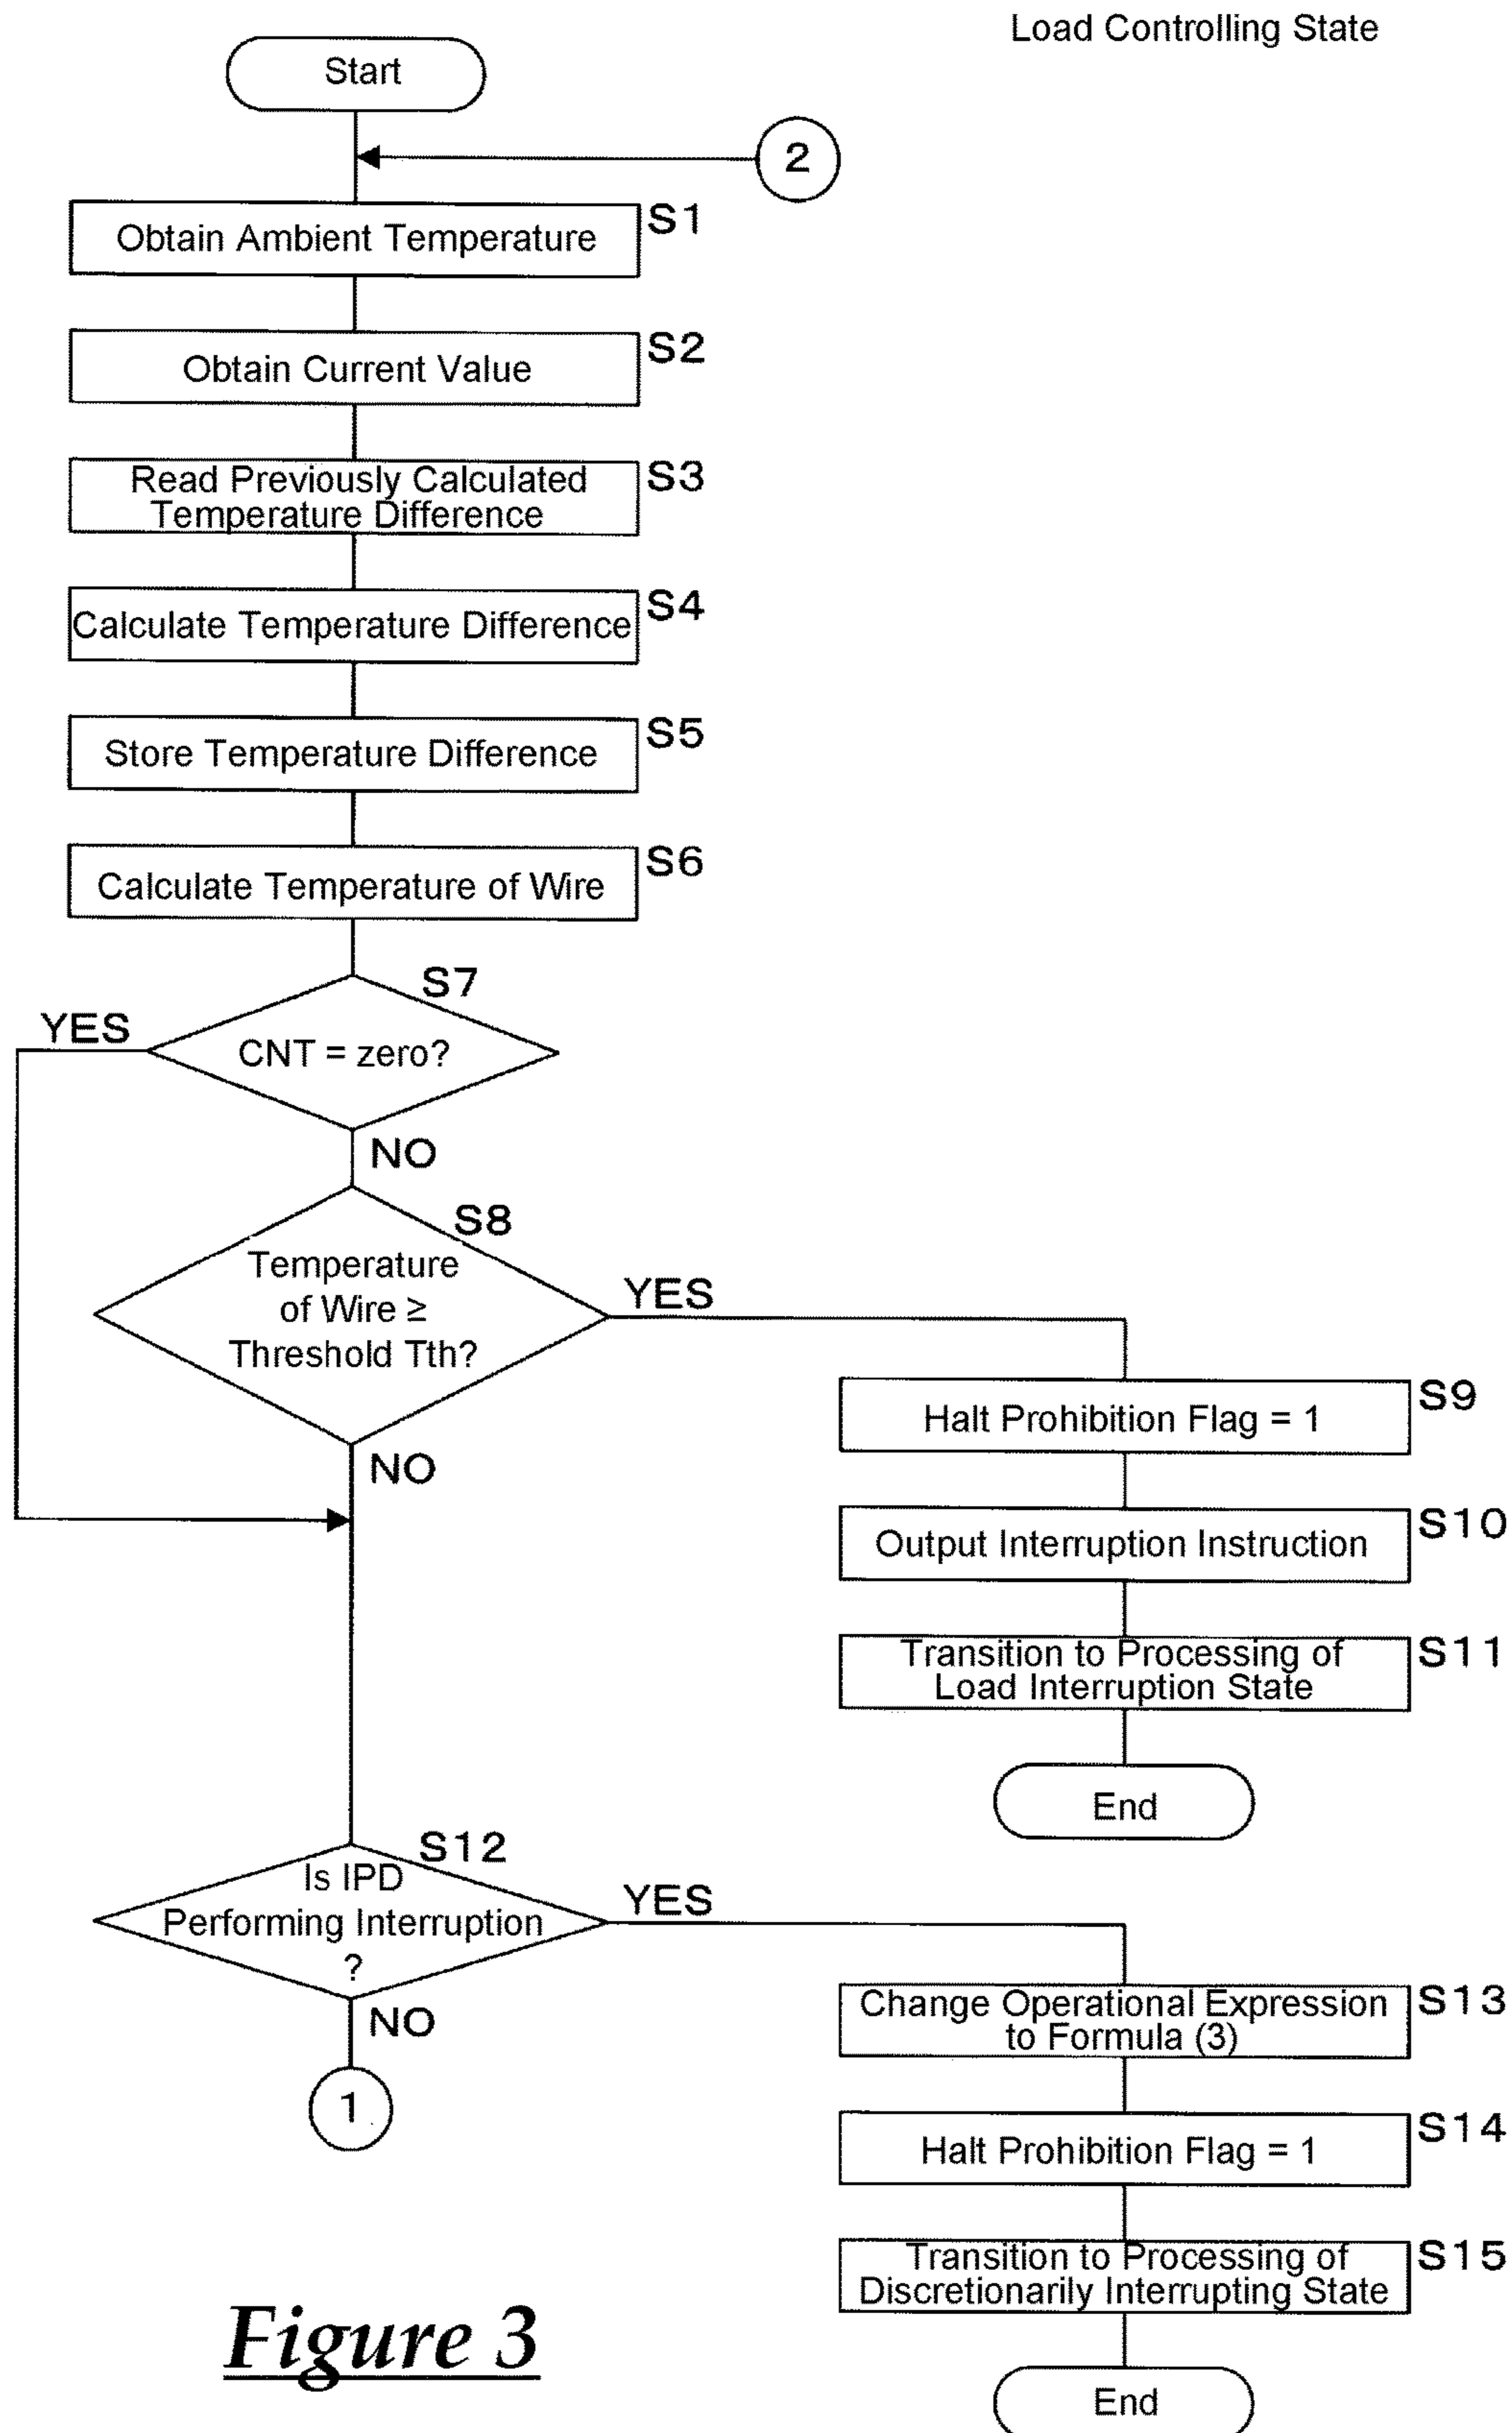 Load Controlling State
Start
2
Obtain Ambient Temperature
S1
Obtain Current Value
S2
Read Previously Calculated
Temperature Difference
S3
Calculate Temperature Difference
S4
Store Temperature Difference
S5
Calculate Temperature of Wire
S6
S7
YES
CNT = zero?
NO
S8
Temperature
of Wire ≥
Threshold Tth?
YES
NO
Halt Prohibition Flag = 1
S9
Output Interruption Instruction
S10
Transition to Processing of
Load Interruption State
S11
End
S12
Is IPD
Performing Interruption
?
YES
NO
1
Change Operational Expression
to Formula (3)
S13
Halt Prohibition Flag = 1
S14
Transition to Processing of
Discretionarily Interrupting State
S15
End
Figure 3